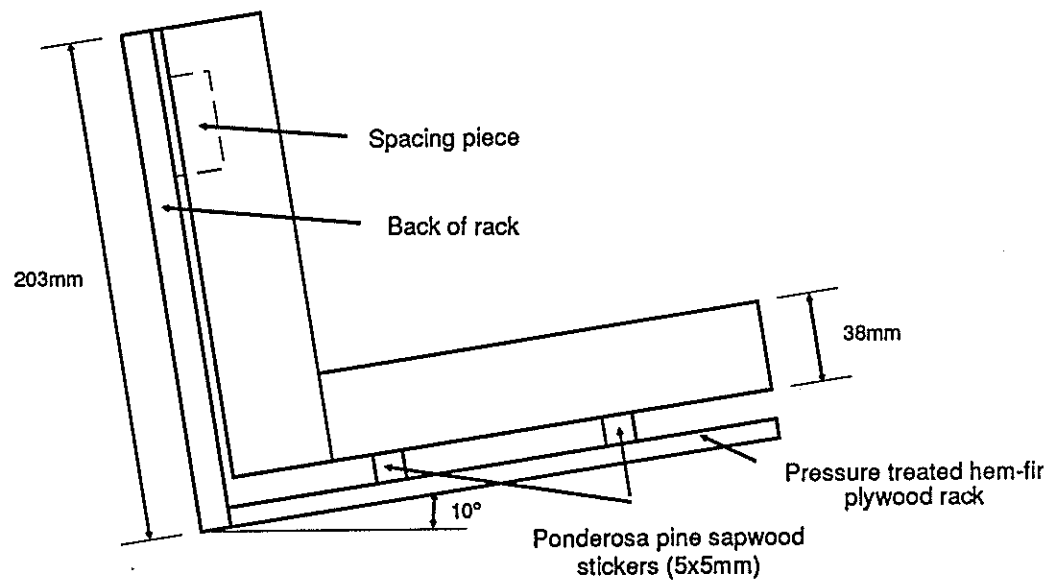 Spacing piece
Back of rack
203mm
38mm
Pressure treated hem-fir
plywood rack
10°
Ponderosa pine sapwood
stickers (5x5mm)